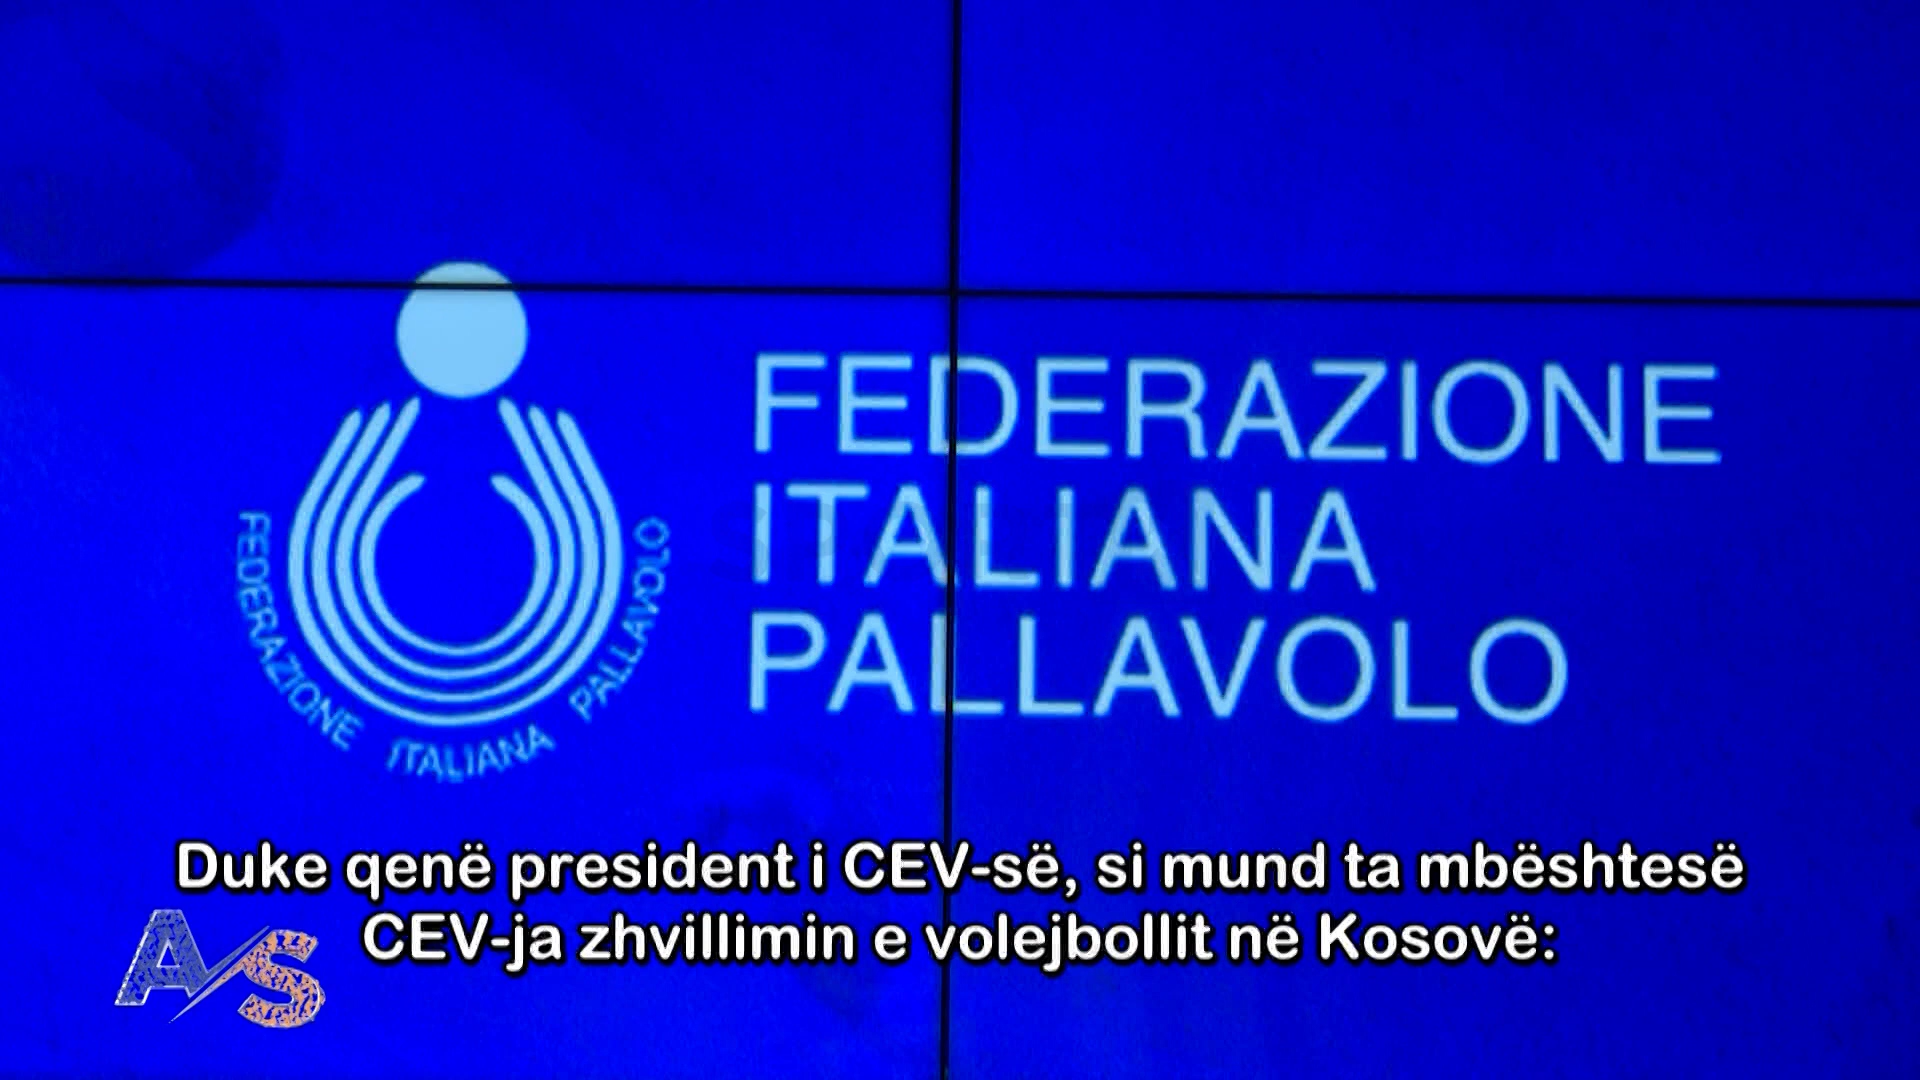 FEDERAZIONE
ITALIANA
PALLAVOLO
FEDERAZIONE ITALIANA PALLAVOLO
Duke qenë president i CEV-së, si mund ta mbështesë
CEV-ja zhvillimin e volejbollit në Kosovë:
A/S